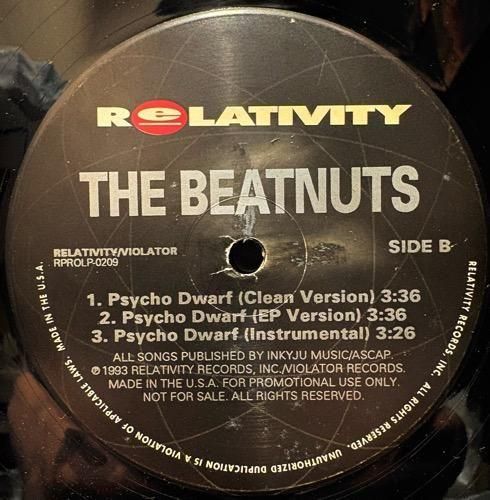 RELATIVITY
THE BEATNUTS
RELATIVITY/VIOLATOR
RPROLP-0209
SIDE B
1. Psycho Dwarf (Clean Version) 3:36
2. Psycho Dwarf (EP Version) 3:36
3. Psycho Dwarf (Instrumental) 3:26
ALL SONGS PUBLISHED BY INKYJU MUSIC/ASCAP.
℗ 1993 RELATIVITY RECORDS, INC./VIOLATOR RECORDS.
MADE IN THE U.S.A. FOR PROMOTIONAL USE ONLY.
NOT FOR SALE. ALL RIGHTS RESERVED.
RELATIVITY RECORDS, INC. ALL RIGHTS RESERVED. UNAUTHORIZED DUPLICATION IS A VIOLATION OF APPLICABLE LAWS. MADE IN THE U.S.A.